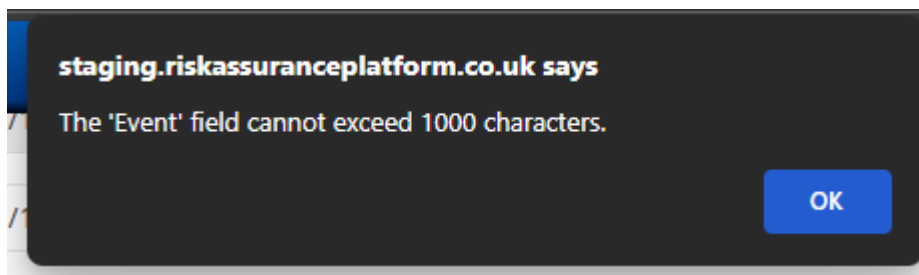 staging.riskassuranceplatform.co.uk says
The 'Event' field cannot exceed 1000 characters.
OK